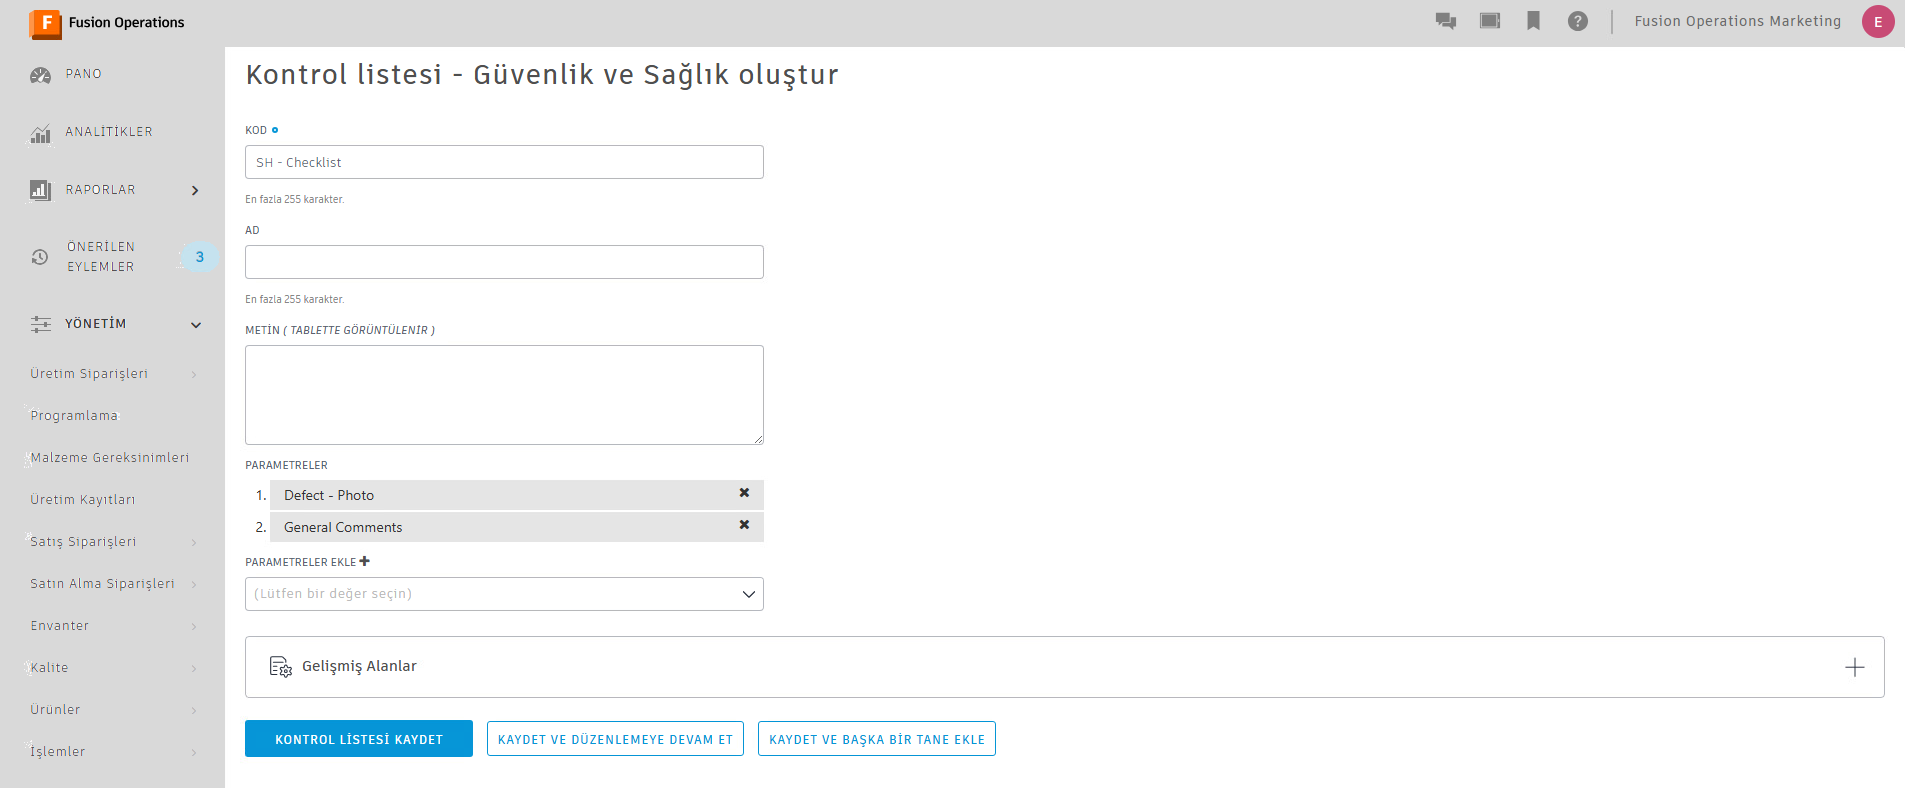 Fusion Operations
Fusion Operations Marketing
E
PANO
ANALİTİKLER
RAPORLAR
ÖNERİLEN
EYLEMLER
3
YÖNETİM
Üretim Siparişleri
Programlama
Malzeme Gereksinimleri
Üretim Kayıtları
Satış Siparişleri
Satın Alma Siparişleri
Envanter
Kalite
Ürünler
İşlemler
Kontrol listesi - Güvenlik ve Sağlık oluştur
KOD
SH - Checklist
En fazla 255 karakter.
AD
En fazla 255 karakter.
METİN ( TABLETTE GÖRÜNTÜLENİR )
PARAMETRELER
1. Defect - Photo
2. General Comments
PARAMETRELER EKLE
(Lütfen bir değer seçin)
Gelişmiş Alanlar
KONTROL LİSTESİ KAYDET
KAYDET VE DÜZENLEMEYE DEVAM ET
KAYDET VE BAŞKA BİR TANE EKLE